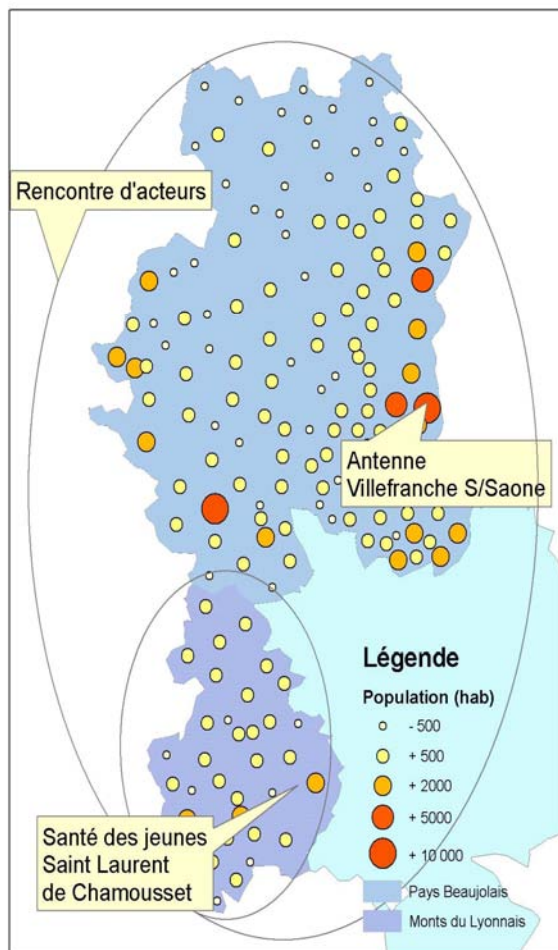 Rencontre d'acteurs
Antenne
Villefranche S/Saone
Légende
Population (hab)
- 500
+ 500
+ 2000
+ 5000
+ 10 000
Pays Beaujolais
Monts du Lyonnais
Santé des jeunes
Saint Laurent
de Chamousset